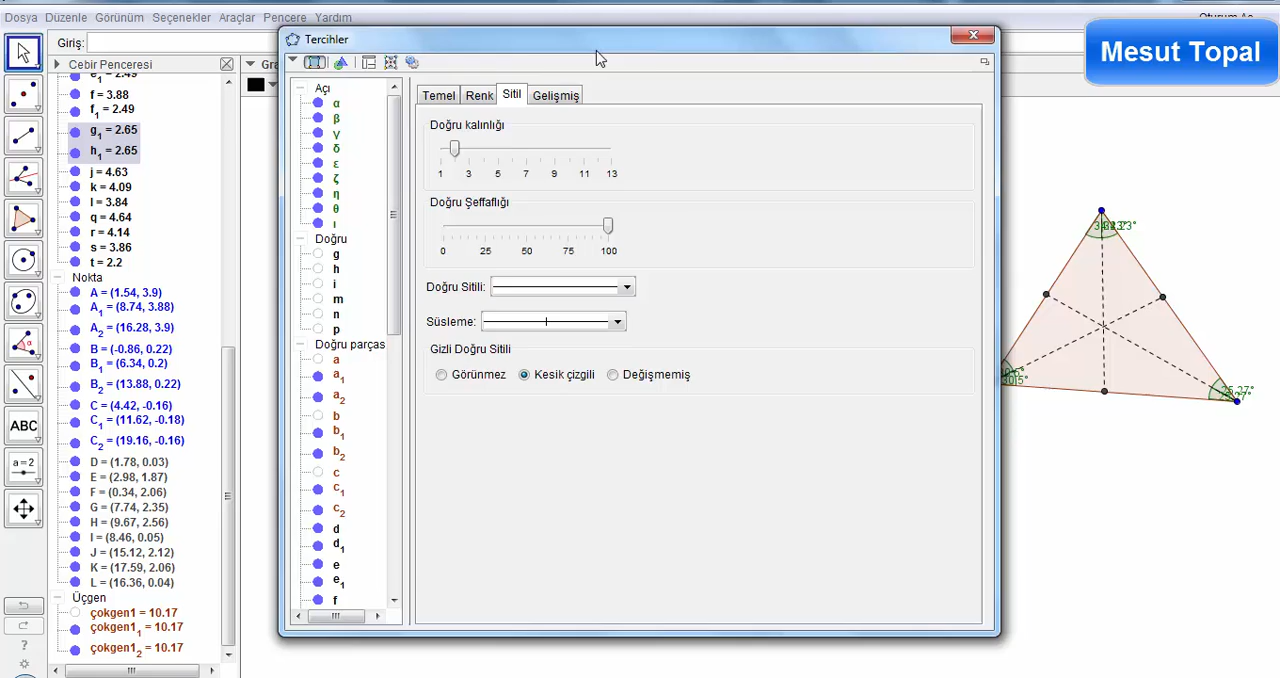 Dosya Düzenle Görünüm Seçenekler Araçlar Pencere Yardım
Mesut Topal
Giriş:
Cebir Penceresi
f = 3.88
f1 = 2.49
g1 = 2.65
h1 = 2.65
j = 4.63
k = 4.09
l = 3.84
q = 4.64
r = 4.14
s = 3.86
t = 2.2
Nokta
A = (1.54, 3.9)
A1 = (8.74, 3.88)
A2 = (16.28, 3.9)
B = (-0.86, 0.22)
B1 = (6.34, 0.2)
B2 = (13.88, 0.22)
C = (4.42, -0.16)
C1 = (11.62, -0.18)
C2 = (19.16, -0.16)
D = (1.78, 0.03)
E = (2.98, 1.87)
F = (0.34, 2.06)
G = (7.74, 2.35)
H = (9.67, 2.56)
I = (8.46, 0.05)
J = (15.12, 2.12)
K = (17.59, 2.06)
L = (16.36, 0.04)
Üçgen
çokgen1 = 10.17
çokgen11 = 10.17
çokgen12 = 10.17
ABC
a = 2
Tercihler
Açı
α
β
γ
δ
ε
ζ
η
θ
ι
Doğru
g
h
i
m
n
p
Doğru parças
a
a1
a2
b
b1
b2
c
c1
c2
d
d1
e
e1
f
Temel Renk Sitil Gelişmiş
Doğru kalınlığı
1 3 5 7 9 11 13
Doğru Şeffaflığı
0 25 50 75 100
Doğru Sitili:
Süsleme:
Gizli Doğru Sitili
Görünmez Kesik çizgili Değişmemiş